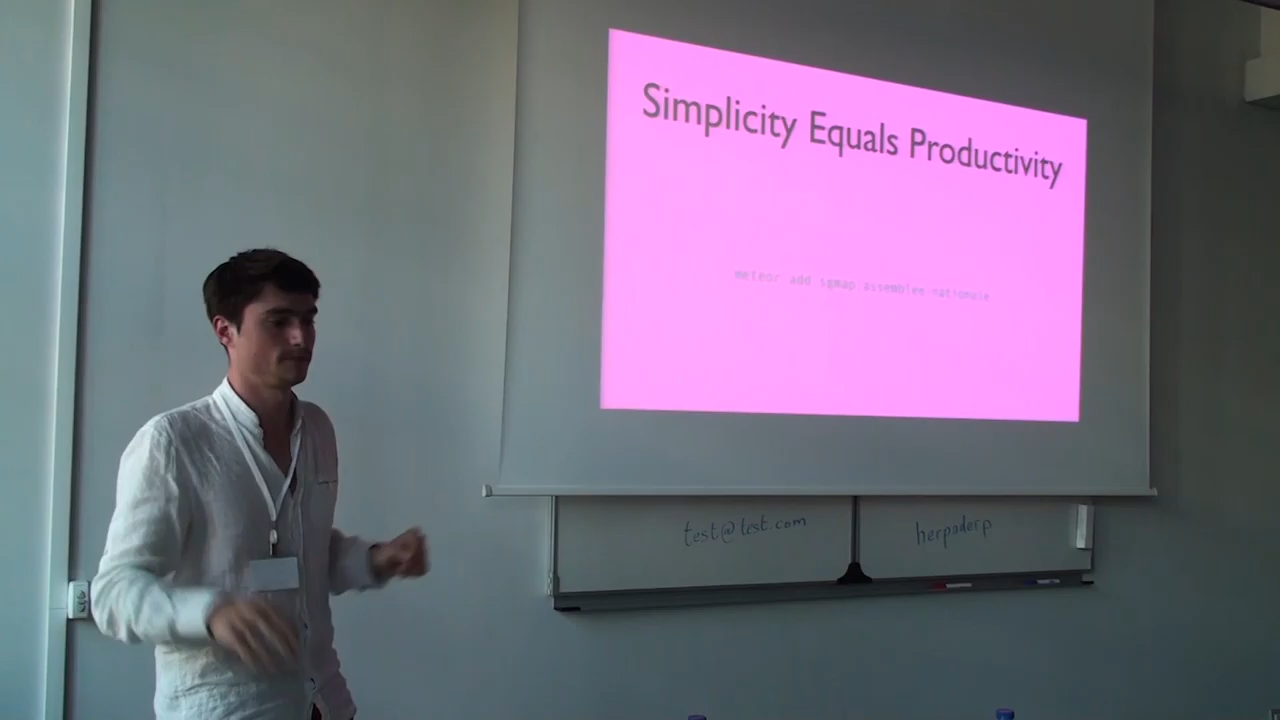 Simplicity Equals Productivity
meteor add sgmap:assemblee-nationale
test@test.com
herpaderp